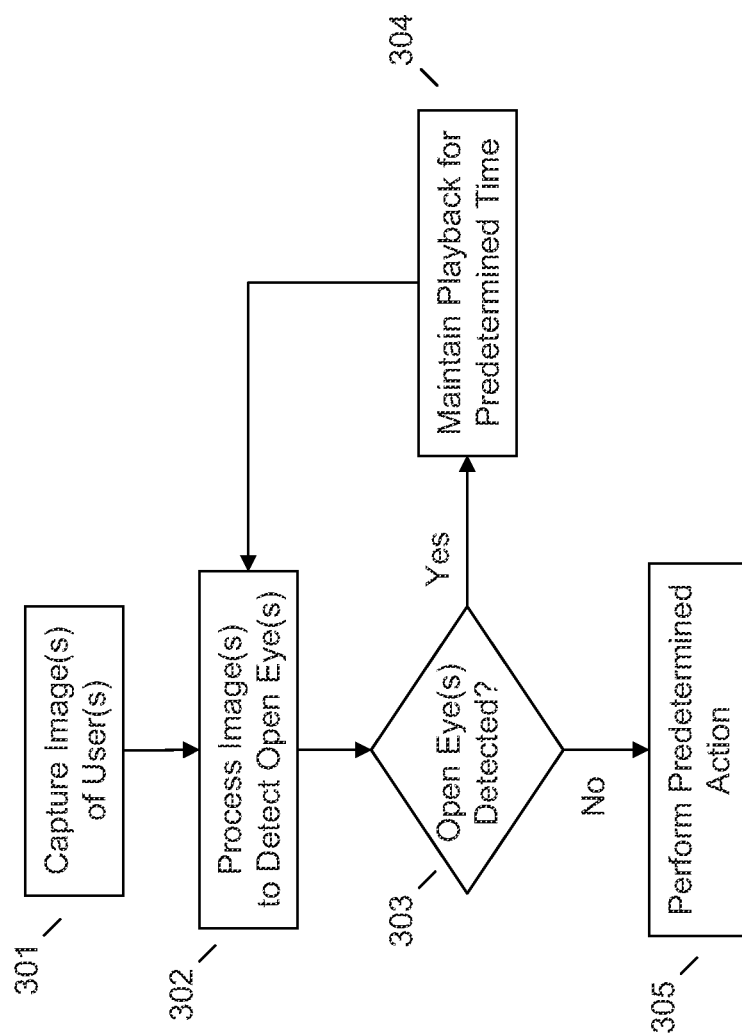 301
Capture Image(s)
of User(s)
302
Process Image(s)
to Detect Open Eye(s)
303
Open Eye(s)
Detected?
Yes
304
Maintain Playback for
Predetermined Time
No
305
Perform Predetermined
Action